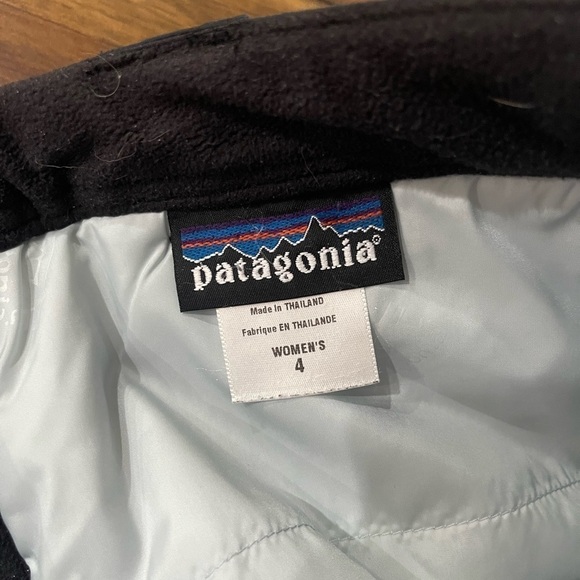 patagonia®
Made in THAILAND
Fabrique EN THAILANDE
WOMEN'S
4